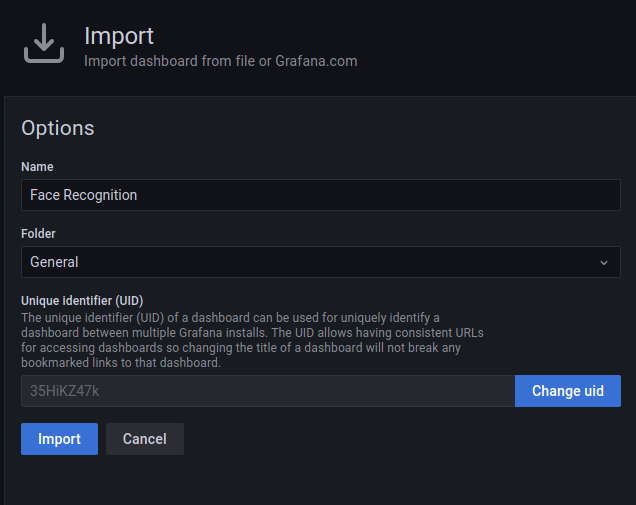 Import
Import dashboard from file or Grafana.com
Options
Name
Face Recognition
Folder
General
Unique identifier (UID)
The unique identifier (UID) of a dashboard can be used for uniquely identify a
dashboard between multiple Grafana installs. The UID allows having consistent URLs
for accessing dashboards so changing the title of a dashboard will not break any
bookmarked links to that dashboard.
35HiKZ47k
Change uid
Import
Cancel